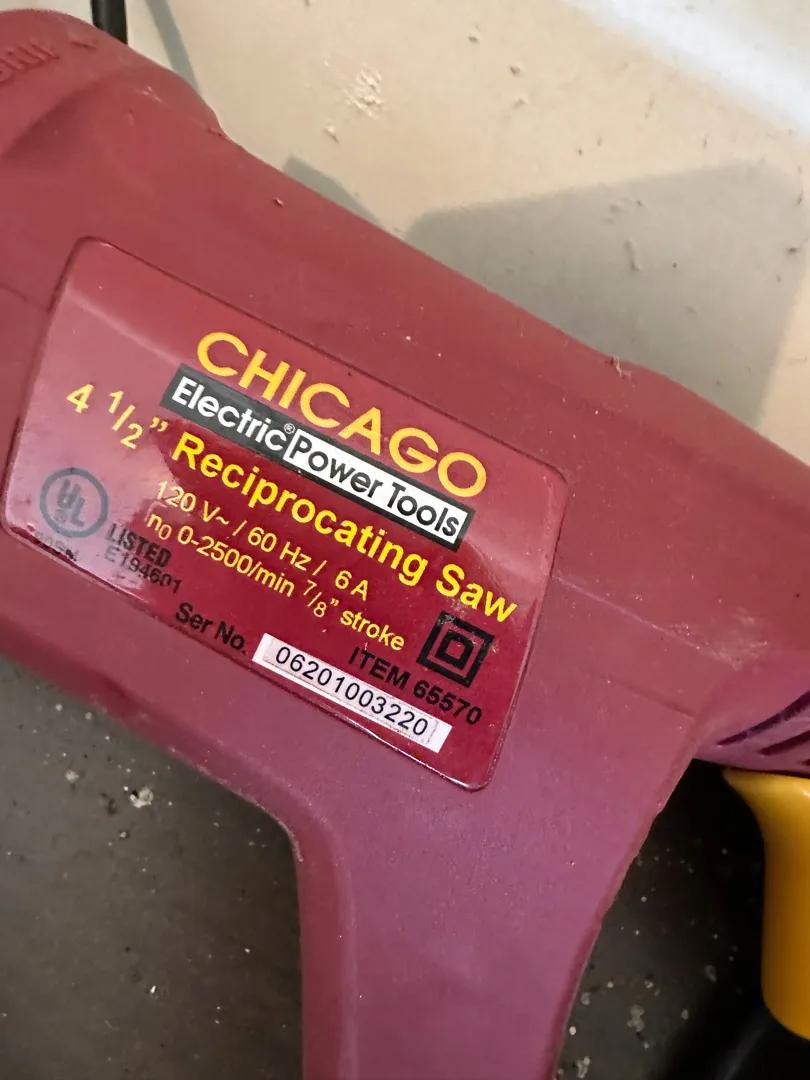 CHICAGO
Electric® Power Tools
4 1/2” Reciprocating Saw
120 V~ / 60 Hz / 6 A
n0 0-2500/min 7/8” stroke
UL
®
LISTED
E194601
ITEM 65570
Ser No. 06201003220